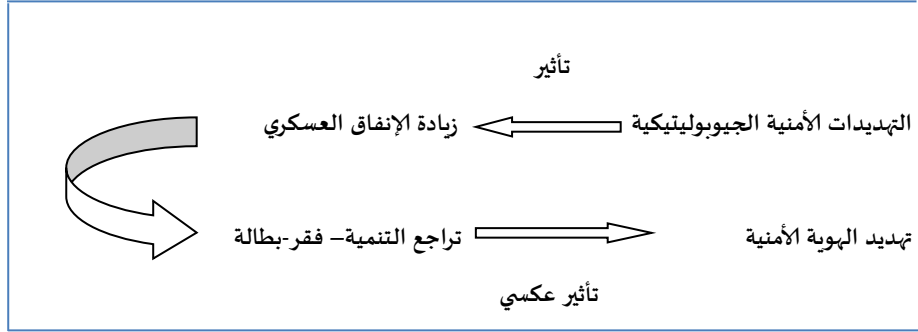 تأثير
التهديدات الأمنية الجيوبوليتيكية زيادة الإنفاق العسكري
تهديد الهوية الأمنية تراجع التنمية– فقر-بطالة
تأثير عكسي